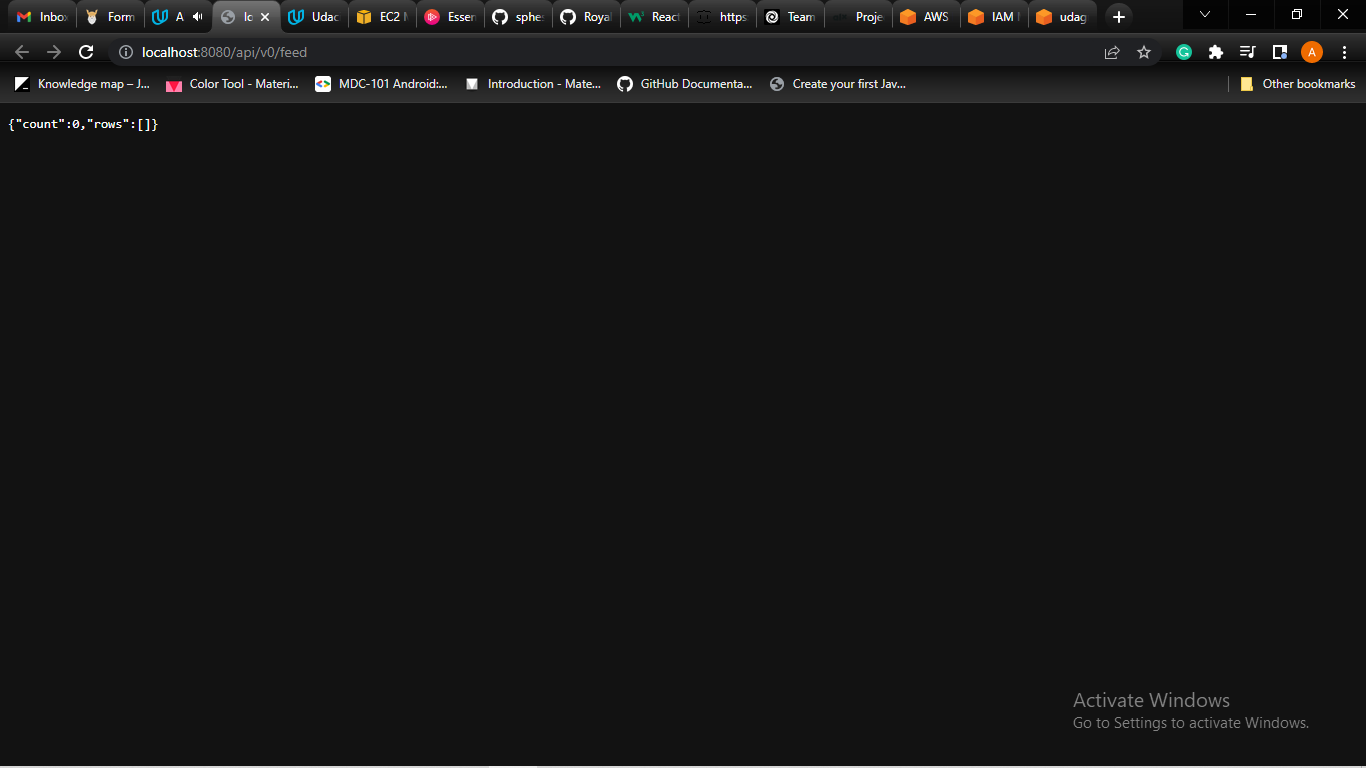 Inbox Form A Ic Udac EC2 Esser sphe Royal React https Team Proje AWS IAM udag
localhost:8080/api/v0/feed
A
Knowledge map – J... Color Tool - Materi... MDC-101 Android:... Introduction - Mate... GitHub Documenta... Create your first Jav... Other bookmarks
{"count":0,"rows":[]}
Activate Windows
Go to Settings to activate Windows.